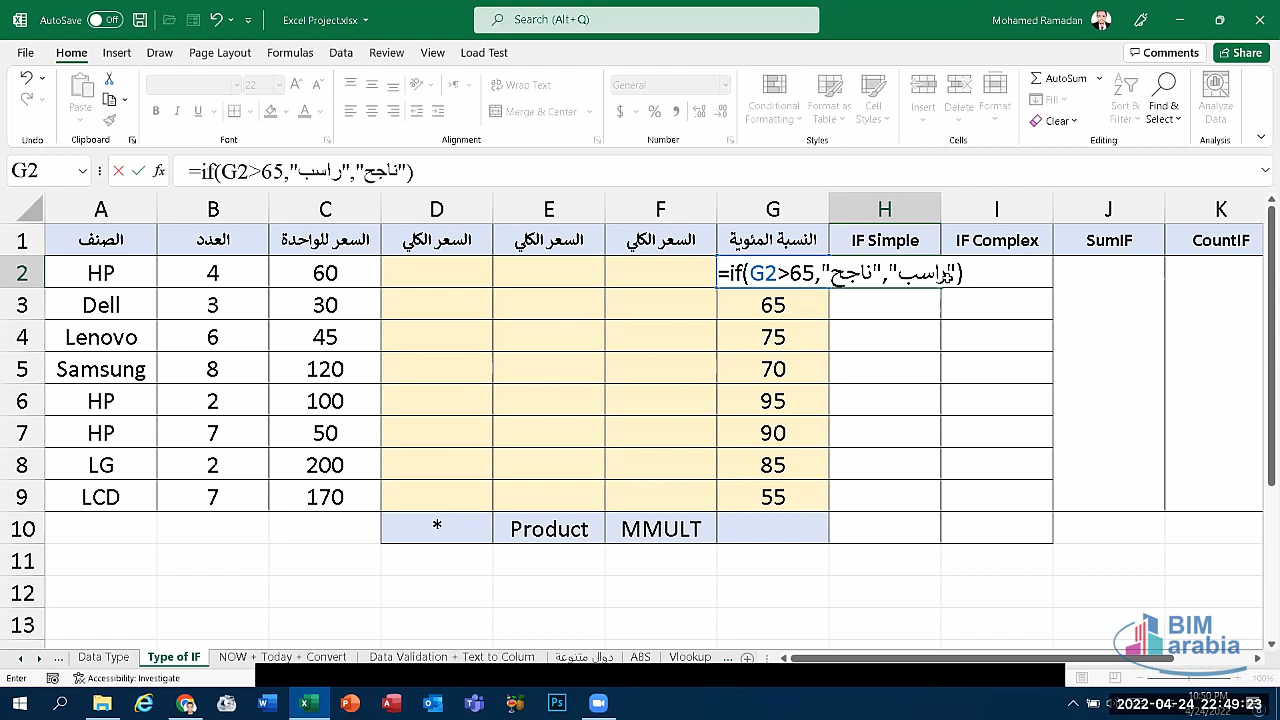 AutoSave Off Excel Project.xlsx Search (Alt+Q) Mohamed Ramadan
File Home Insert Draw Page Layout Formulas Data Review View Load Test Comments Share
Paste 22 Wrap Text General Conditional Formatting Format as Table Cell Styles Insert Delete Format AutoSum Sort & Filter Find & Select Analyze Data
Merge & Center Fill Clear
Undo Clipboard Font Alignment Number Styles Cells Editing Analysis
G2 =if(G2>65,"ناجح","راسب")
A B C D E F G H I J K
1 الصنف العدد السعر للواحدة السعر الكلي السعر الكلي السعر الكلي النسبة المئوية IF Simple IF Complex SumIF CountIF
2 HP 4 60 =if(G2>65,"ناجح","راسب")
3 Dell 3 30 65
4 Lenovo 6 45 75
5 Samsung 8 120 70
6 HP 2 100 95
7 HP 7 50 90
8 LG 2 200 85
9 LCD 7 170 55
10 * Product MMULT
11
12
13
BIM
arabia
... Data Type Type of IF NOW + Today + Convert Data Validation + Text to Colum دوال متنوعة ABS Vlookup ...
Enter Accessibility: Investigate 100%
10:50 PM
2022-04-24 22:49:23
4/24/2022